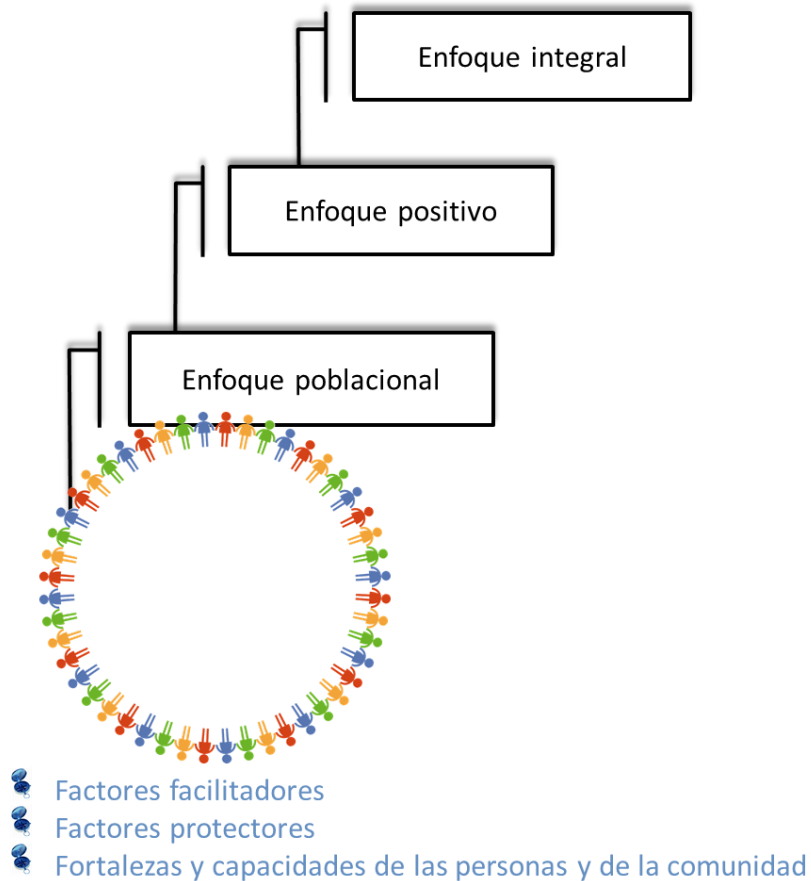 Enfoque integral
Enfoque positivo
Enfoque poblacional
Factores facilitadores
Factores protectores
Fortalezas y capacidades de las personas y de la comunidad